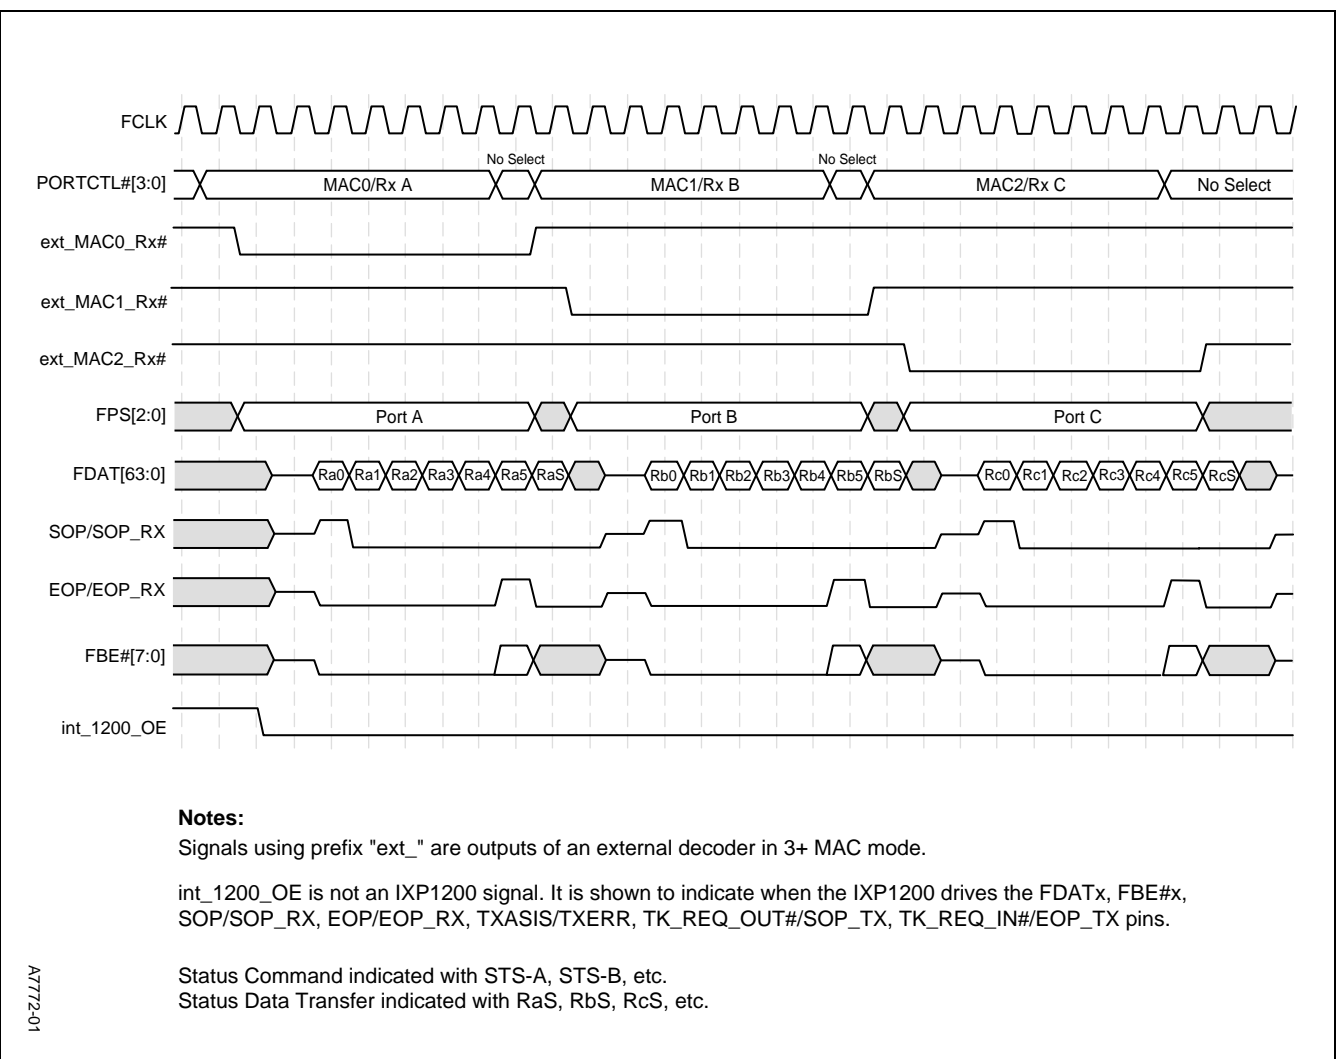 FCLK
No Select
No Select
PORTCTL#[3:0]
MAC0/Rx A
MAC1/Rx B
MAC2/Rx C
No Select
ext_MAC0_Rx#
ext_MAC1_Rx#
ext_MAC2_Rx#
FPS[2:0]
Port A
Port B
Port C
FDAT[63:0]
Ra0 Ra1 Ra2 Ra3 Ra4 Ra5 RaS
Rb0 Rb1 Rb2 Rb3 Rb4 Rb5 RbS
Rc0 Rc1 Rc2 Rc3 Rc4 Rc5 RcS
SOP/SOP_RX
EOP/EOP_RX
FBE#[7:0]
int_1200_OE
Notes:
Signals using prefix "ext_" are outputs of an external decoder in 3+ MAC mode.
int_1200_OE is not an IXP1200 signal. It is shown to indicate when the IXP1200 drives the FDATx, FBE#x,
SOP/SOP_RX, EOP/EOP_RX, TXASIS/TXERR, TK_REQ_OUT#/SOP_TX, TK_REQ_IN#/EOP_TX pins.
Status Command indicated with STS-A, STS-B, etc.
Status Data Transfer indicated with RaS, RbS, RcS, etc.
A7772-01